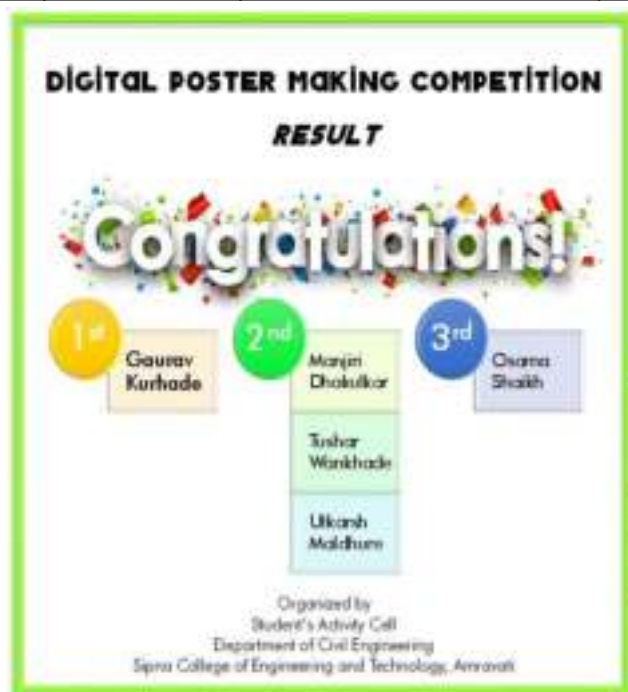 DIGITAL POSTER MAKING COMPETITION
RESULT
Congratulations!
1st
Gaurav
Kurhade
2nd
Manjiri
Dhakulkar
Tushar
Wankhade
Utkarsh
Maldhure
3rd
Osama
Shaikh
Organized by
Student's Activity Cell
Department of Civil Engineering
Sipna College of Engineering and Technology, Amravati